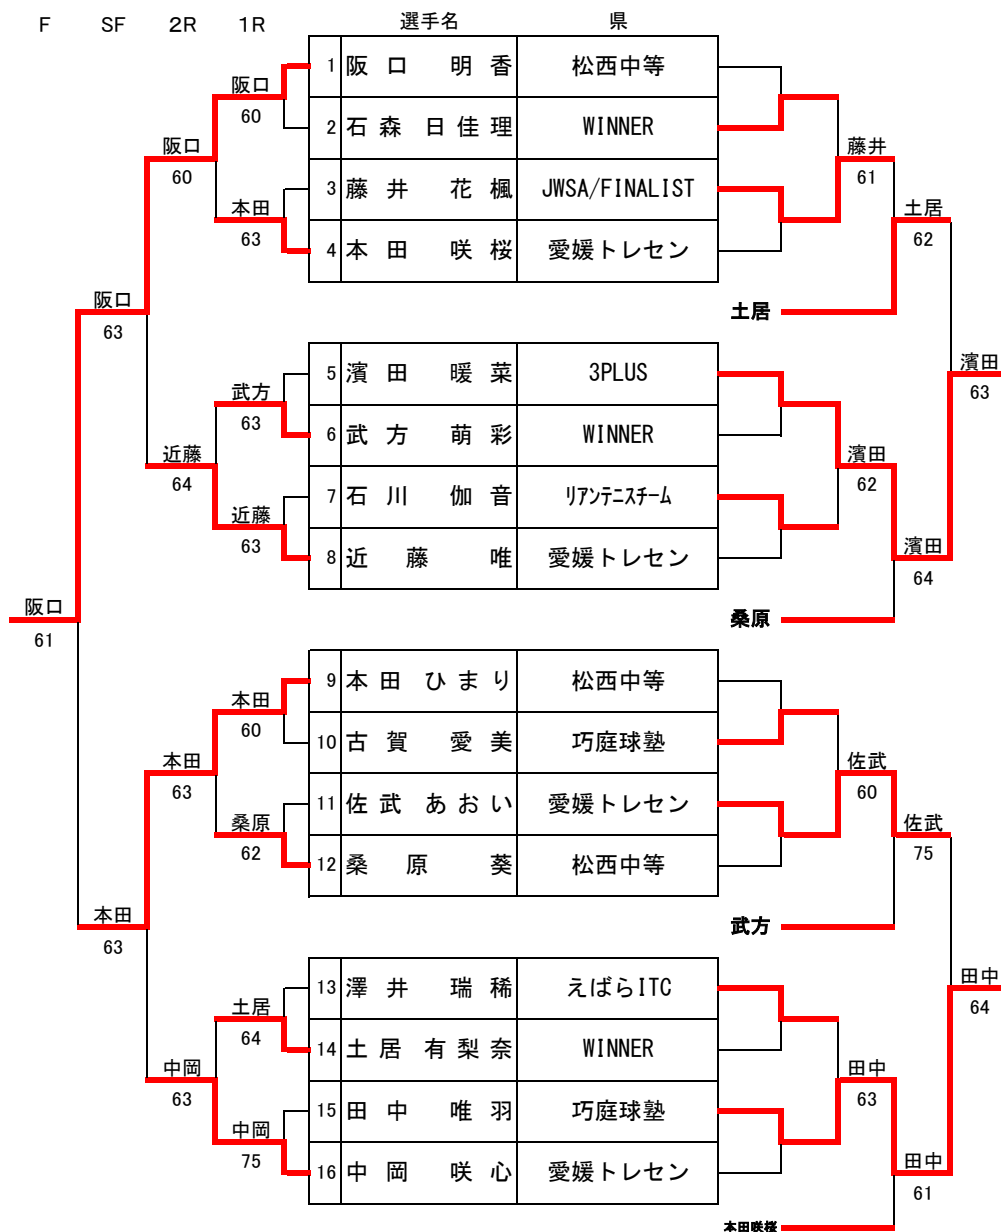 F SF 2R 1R 選手名 県
1 阪口 明香 松西中等
阪口
60
2 石森 日佳理 WINNER
阪口
60
藤井
61
3 藤井 花楓 JWSA/FINALIST
本田
63
土居
62
4 本田 咲桜 愛媛トレセン
阪口
63
土居
5 濱田 暖菜 3PLUS
武方
63
濱田
63
6 武方 萌彩 WINNER
近藤
64
濱田
62
7 石川 伽音 リアンテニスチーム
近藤
63
濱田
64
8 近藤 唯 愛媛トレセン
阪口
61
桑原
9 本田 ひまり 松西中等
本田
60
10 古賀 愛美 巧庭球塾
本田
63
佐武
60
11 佐武 あおい 愛媛トレセン
桑原
62
佐武
75
12 桑原 葵 松西中等
本田
63
武方
13 澤井 瑞稀 えばらITC
土居
64
田中
64
14 土居 有梨奈 WINNER
中岡
63
田中
63
15 田中 唯羽 巧庭球塾
中岡
75
田中
61
16 中岡 咲心 愛媛トレセン
本田咲桜